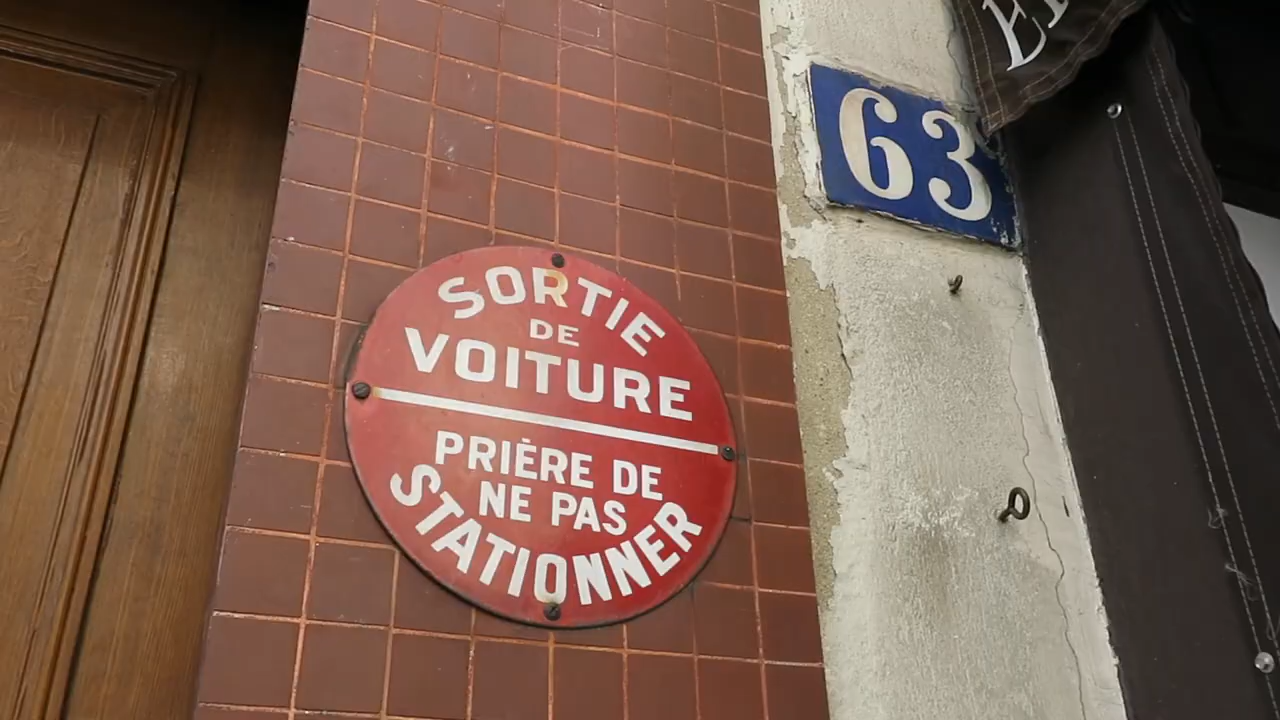 SORTIE
DE
VOITURE
PRIÈRE DE
NE PAS
STATIONNER
63